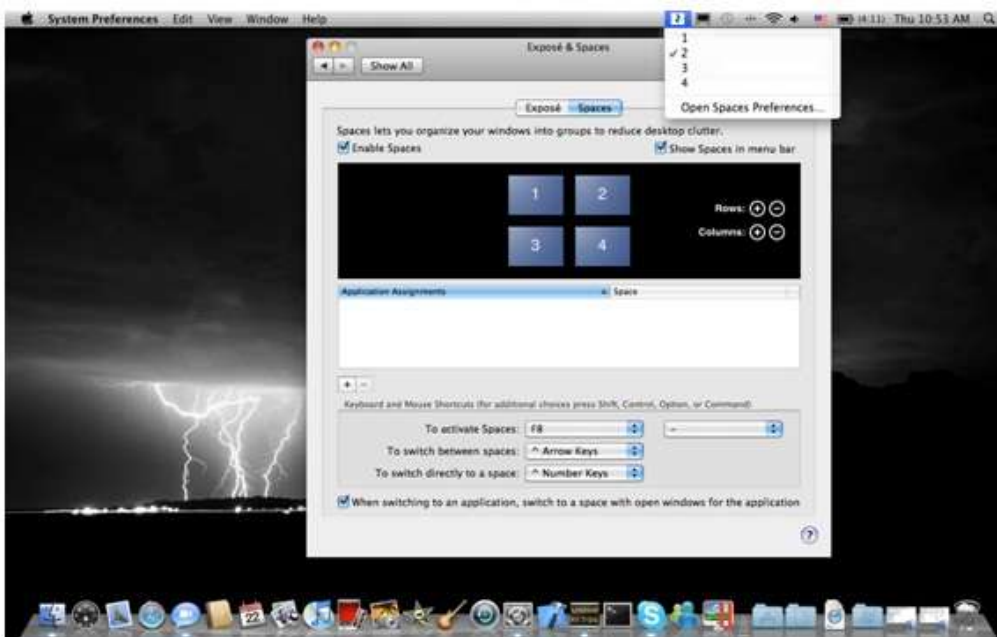 System Preferences Edit View Window Help
2 (4:11) Thu 10:53 AM
1
✓ 2
3
4
Open Spaces Preferences...
Exposé & Spaces
Show All
Exposé Spaces
Spaces lets you organize your windows into groups to reduce desktop clutter.
Enable Spaces Show Spaces in menu bar
1 2
Rows:
Columns:
3 4
Application Assignments Space
Keyboard and Mouse Shortcuts (for additional choices press Shift, Control, Option, or Command)
To activate Spaces: F8 –
To switch between spaces: ^ Arrow Keys
To switch directly to a space: ^ Number Keys
When switching to an application, switch to a space with open windows for the application
?
22